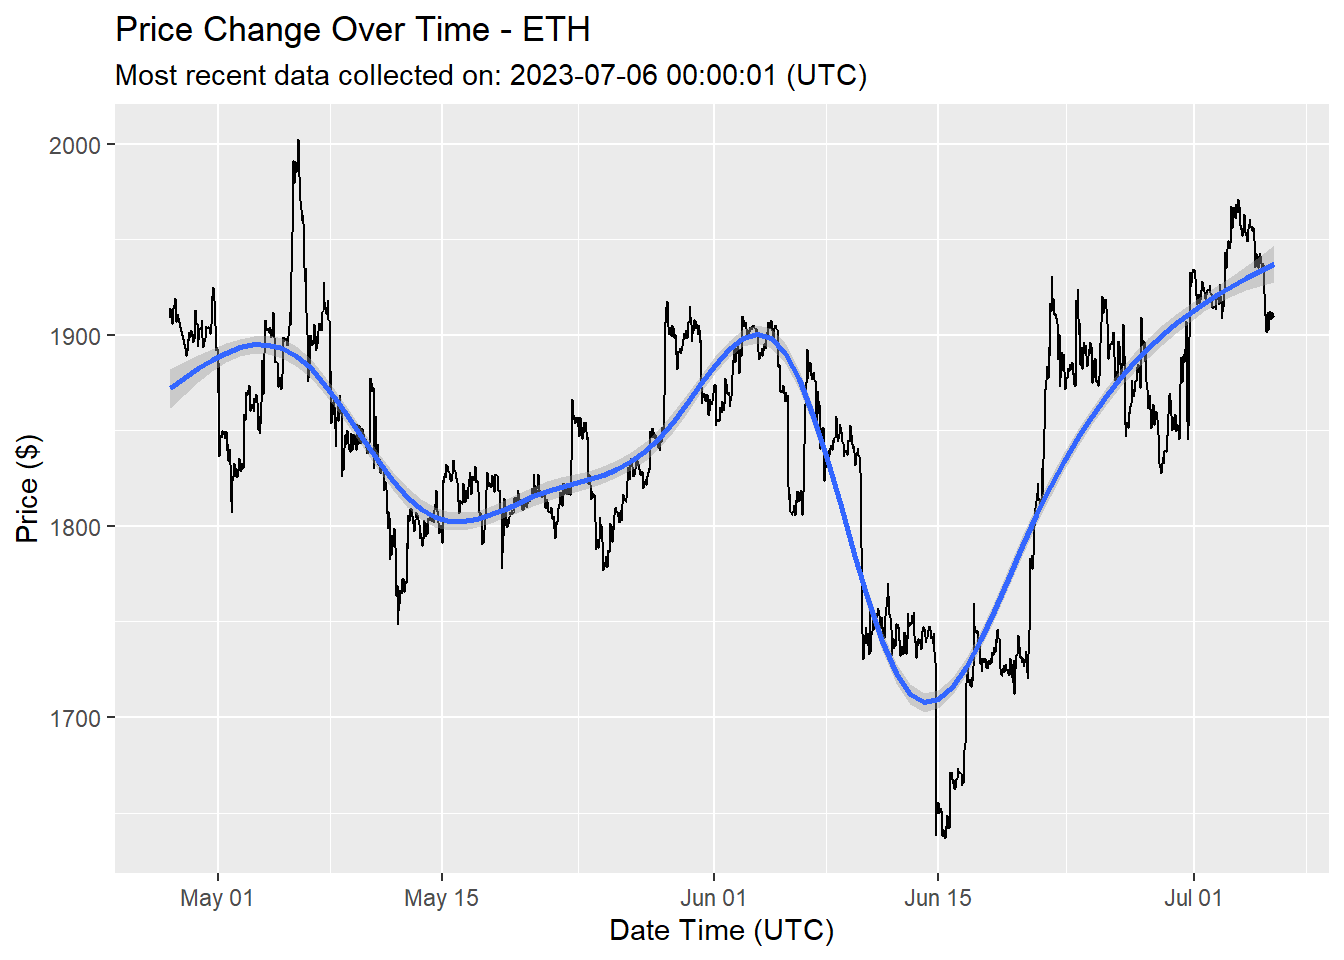 Price Change Over Time - ETH
Most recent data collected on: 2023-07-06 00:00:01 (UTC)
Price ($)
2000
1900
1800
1700
May 01
May 15
Jun 01
Jun 15
Jul 01
Date Time (UTC)